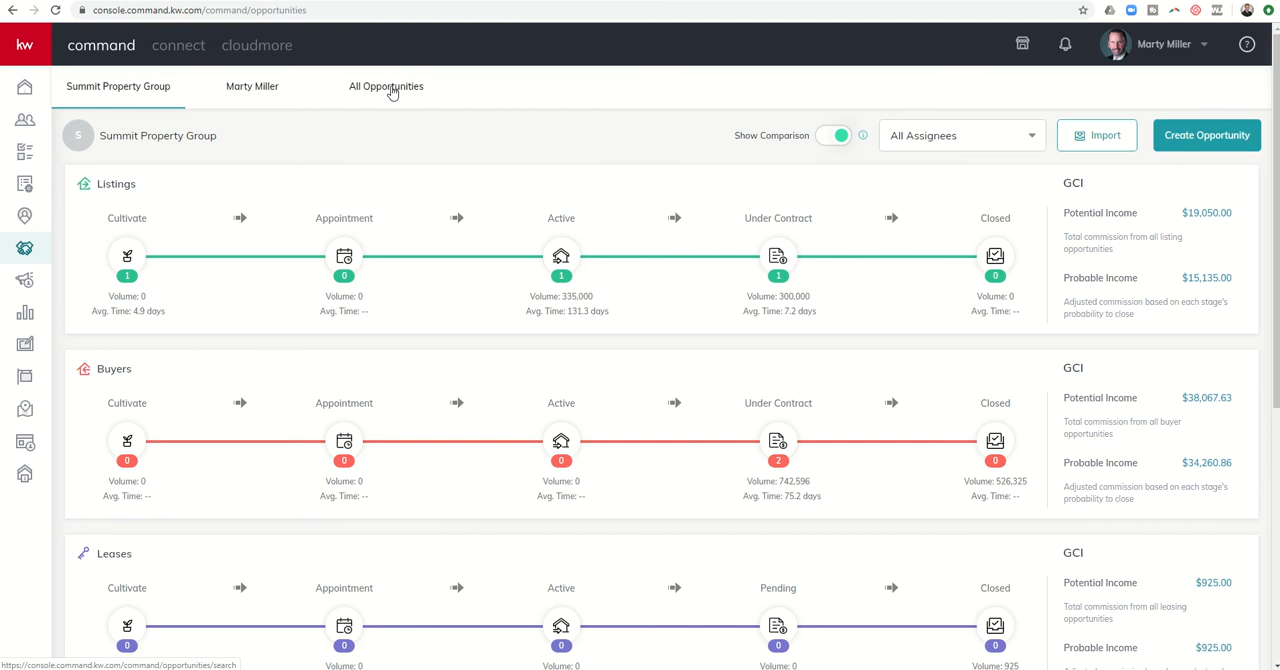 console.command.kw.com/command/opportunities
kw
command connect cloudmore
Marty Miller
Summit Property Group Marty Miller All Opportunities
S Summit Property Group
Show Comparison All Assignees Import Create Opportunity
Listings
Cultivate Appointment Active Under Contract Closed
1 0 1 1 0
Volume: 0 Volume: 0 Volume: 335,000 Volume: 300,000 Volume: 0
Avg. Time: 4.9 days Avg. Time: -- Avg. Time: 131.3 days Avg. Time: 7.2 days Avg. Time: --
GCI
Potential Income $19,050.00
Total commission from all listing
opportunities
Probable Income $15,135.00
Adjusted commission based on each stage's
probability to close
Buyers
Cultivate Appointment Active Under Contract Closed
0 0 0 2 0
Volume: 0 Volume: 0 Volume: 0 Volume: 742,596 Volume: 526,325
Avg. Time: -- Avg. Time: -- Avg. Time: -- Avg. Time: 75.2 days Avg. Time: --
GCI
Potential Income $38,067.63
Total commission from all buyer
opportunities
Probable Income $34,260.86
Adjusted commission based on each stage's
probability to close
Leases
Cultivate Appointment Active Pending Closed
0 0 0 0 0
Volume: 0 Volume: 0 Volume: 0 Volume: 925
GCI
Potential Income $925.00
Total commission from all leasing
opportunities
Probable Income $925.00
https://console.command.kw.com/command/opportunities/search